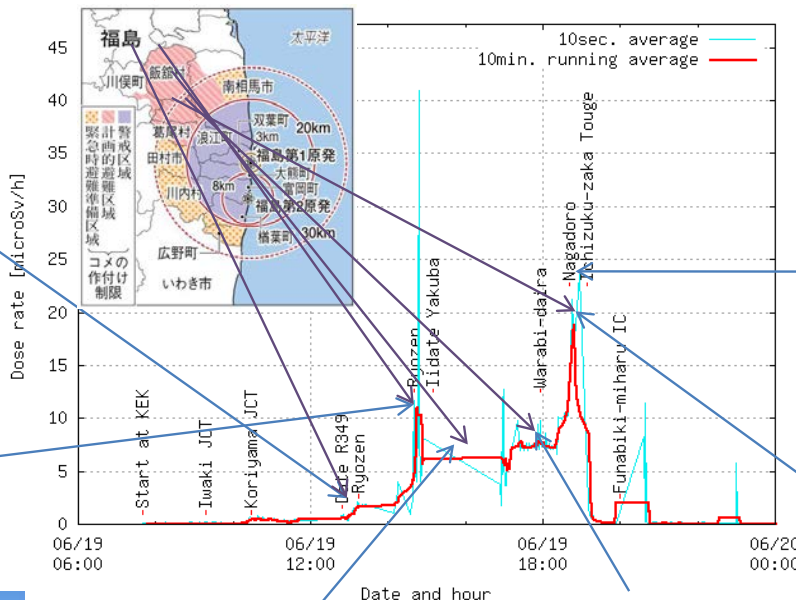 10sec. average
10min. running average
Dose rate [microSv/h]
45
40
35
30
25
20
15
10
5
0
福島
太平洋
飯舘村
川俣町
南相馬市
双葉町
20km
葛尾村
浪江町
3km
福島第1原発
田村市
大熊町
8km
富岡町
川内村
福島第2原発
楢葉町
30km
広野町
いわき市
警戒区域
計画的避難区域
緊急時避難準備区域
コメの
作付け
制限
Start at KEK
Iwaki JCT
Koriyama JCT
Date R349
Ryozen
Ryozen
Iidate Yakuba
Warabi-daira
Nagadoro
Touge
Funabiki-miharu IC
06/19
06:00
06/19
12:00
06/19
18:00
06/20
00:00
Date and hour